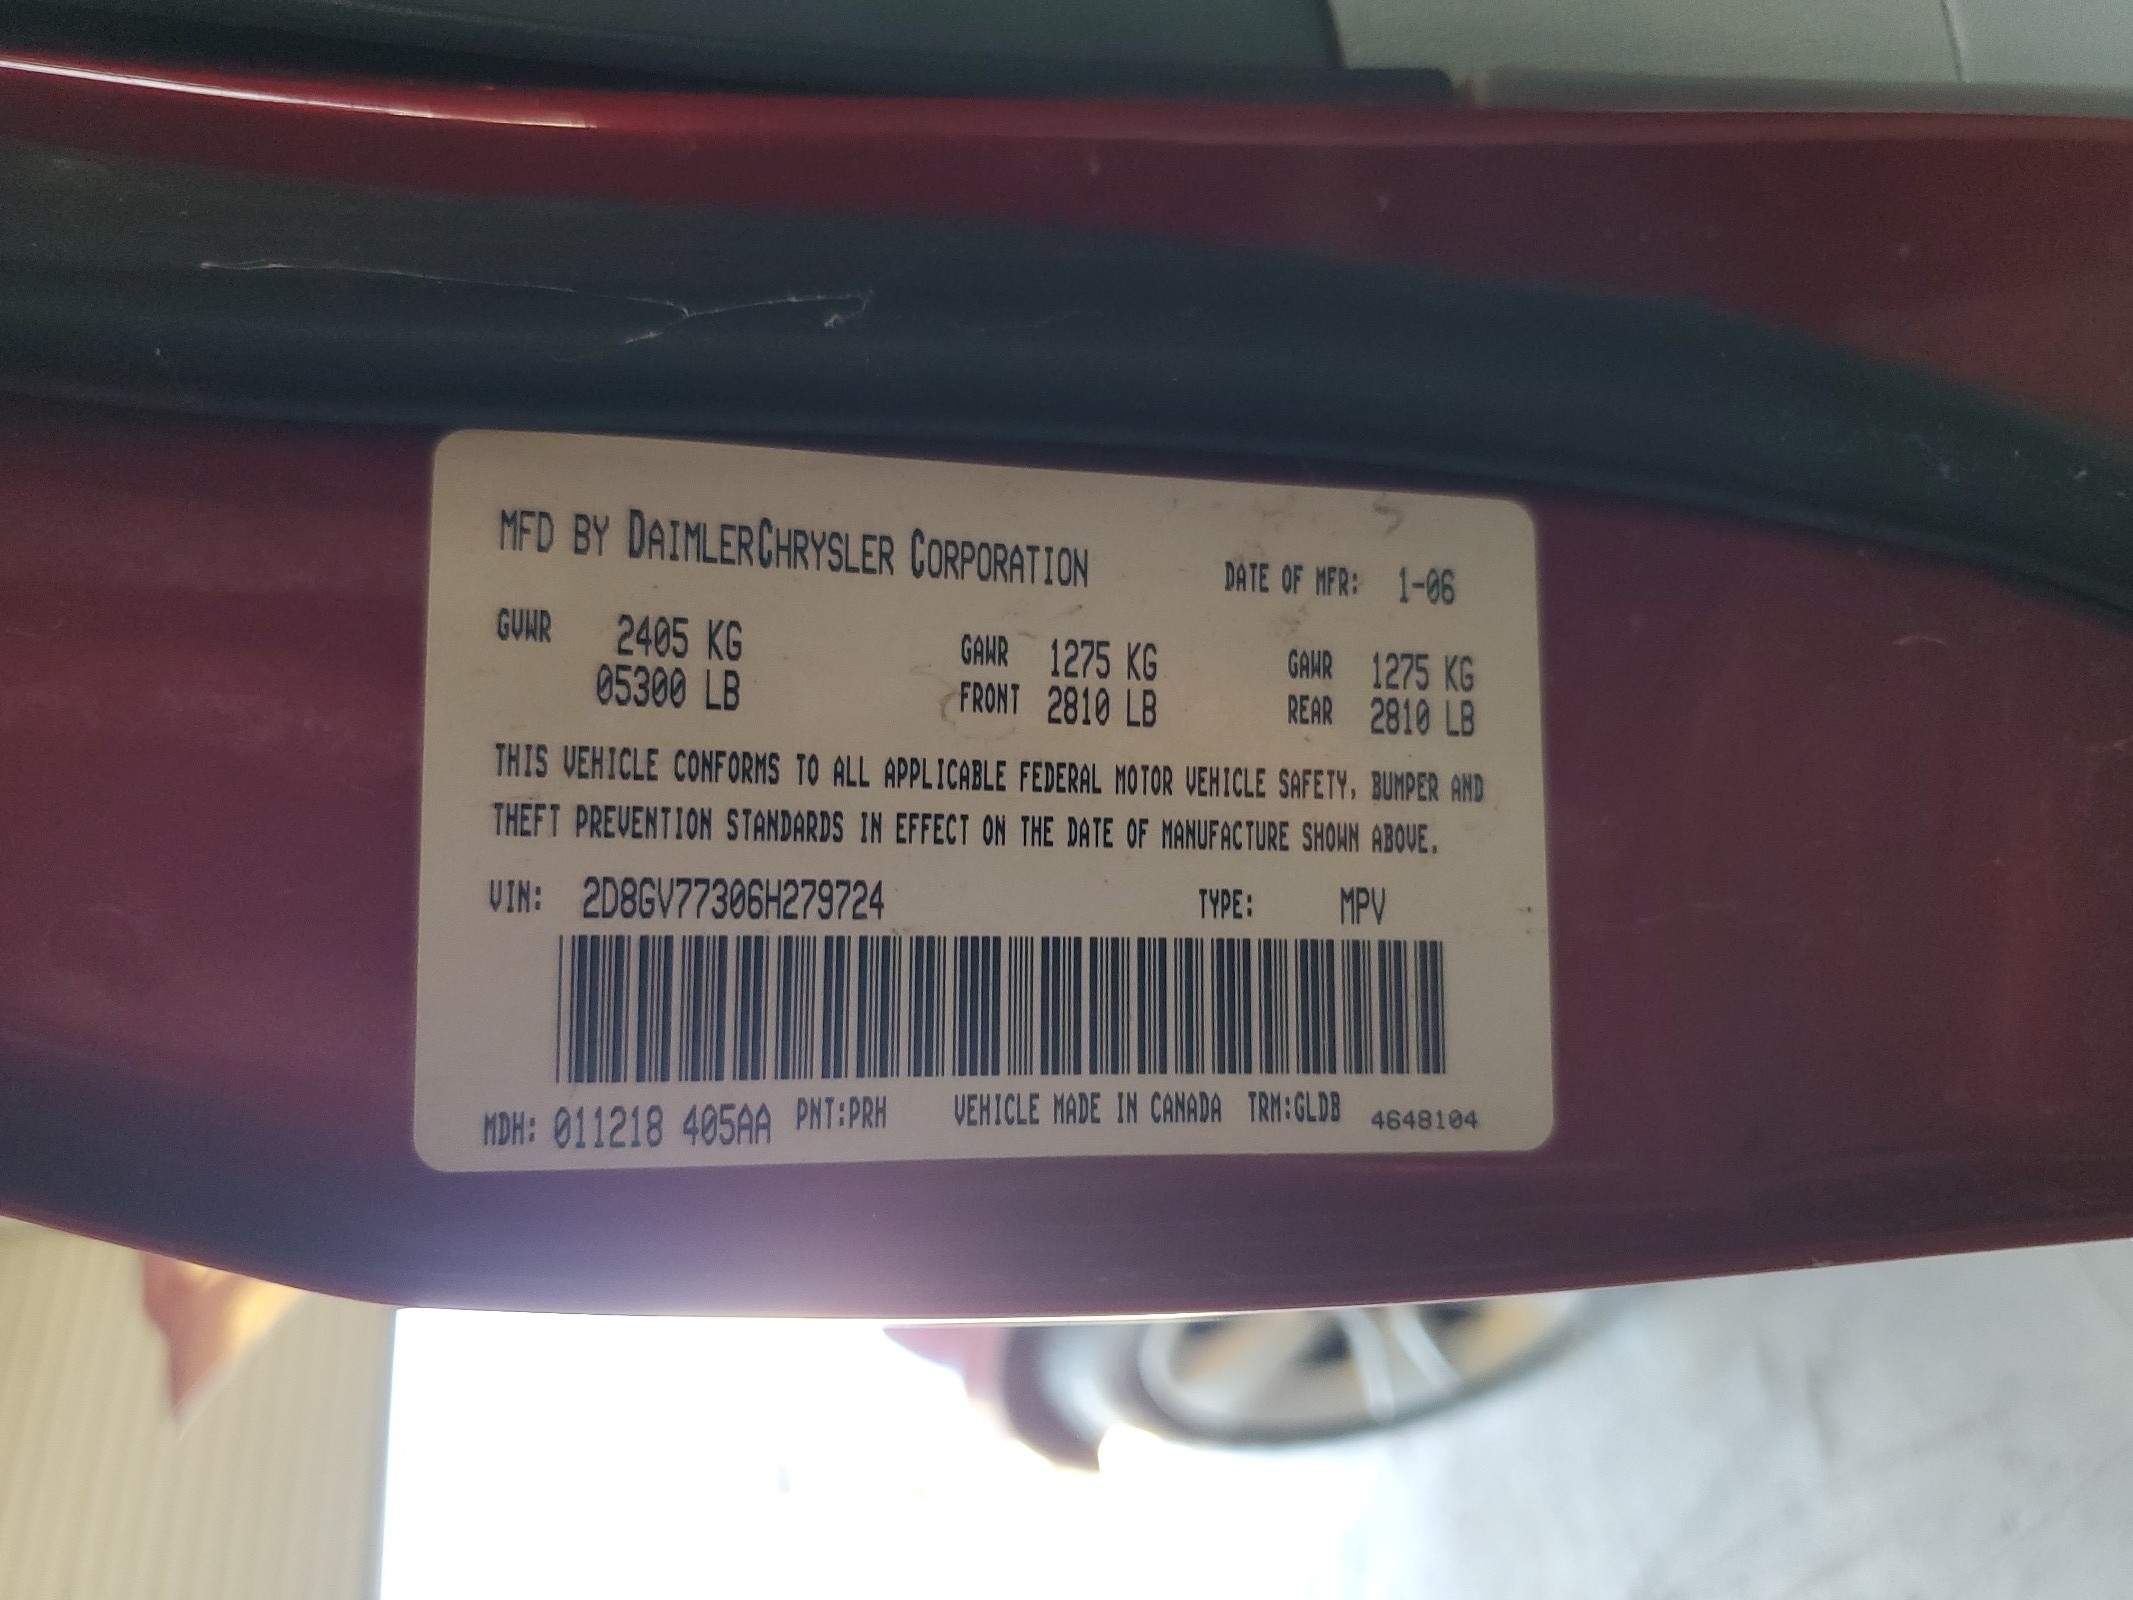 MFD BY DAIMLERCHRYSLER CORPORATION DATE OF MFR: 1-06
GVWR 2405 KG GAWR 1275 KG GAWR 1275 KG
05300 LB FRONT 2810 LB REAR 2810 LB
THIS VEHICLE CONFORMS TO ALL APPLICABLE FEDERAL MOTOR VEHICLE SAFETY, BUMPER AND
THEFT PREVENTION STANDARDS IN EFFECT ON THE DATE OF MANUFACTURE SHOWN ABOVE.
VIN: 2D8GV77306H279724 TYPE: MPV
MDH: 011218 405AA PNT:PRH VEHICLE MADE IN CANADA TRM:GLDB 4648104